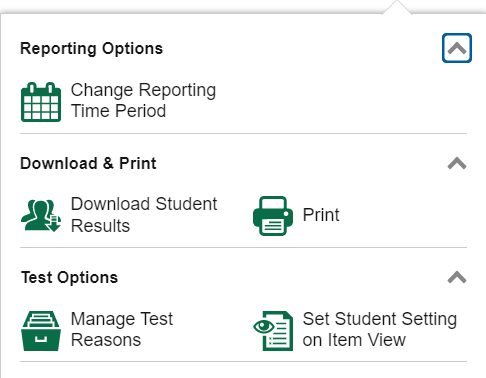 Reporting Options
Change Reporting
Time Period
Download & Print
Download Student
Results
Print
Test Options
Manage Test
Reasons
Set Student Setting
on Item View